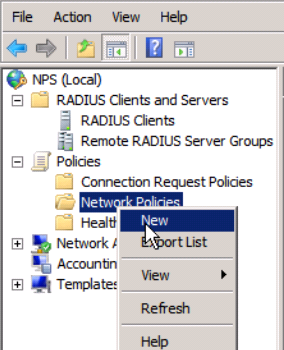 File Action View Help
NPS (Local)
RADIUS Clients and Servers
RADIUS Clients
Remote RADIUS Server Groups
Policies
Connection Request Policies
Network Policies
Health
New
Network A
Export List
Accountin
Templates
View
Refresh
Help